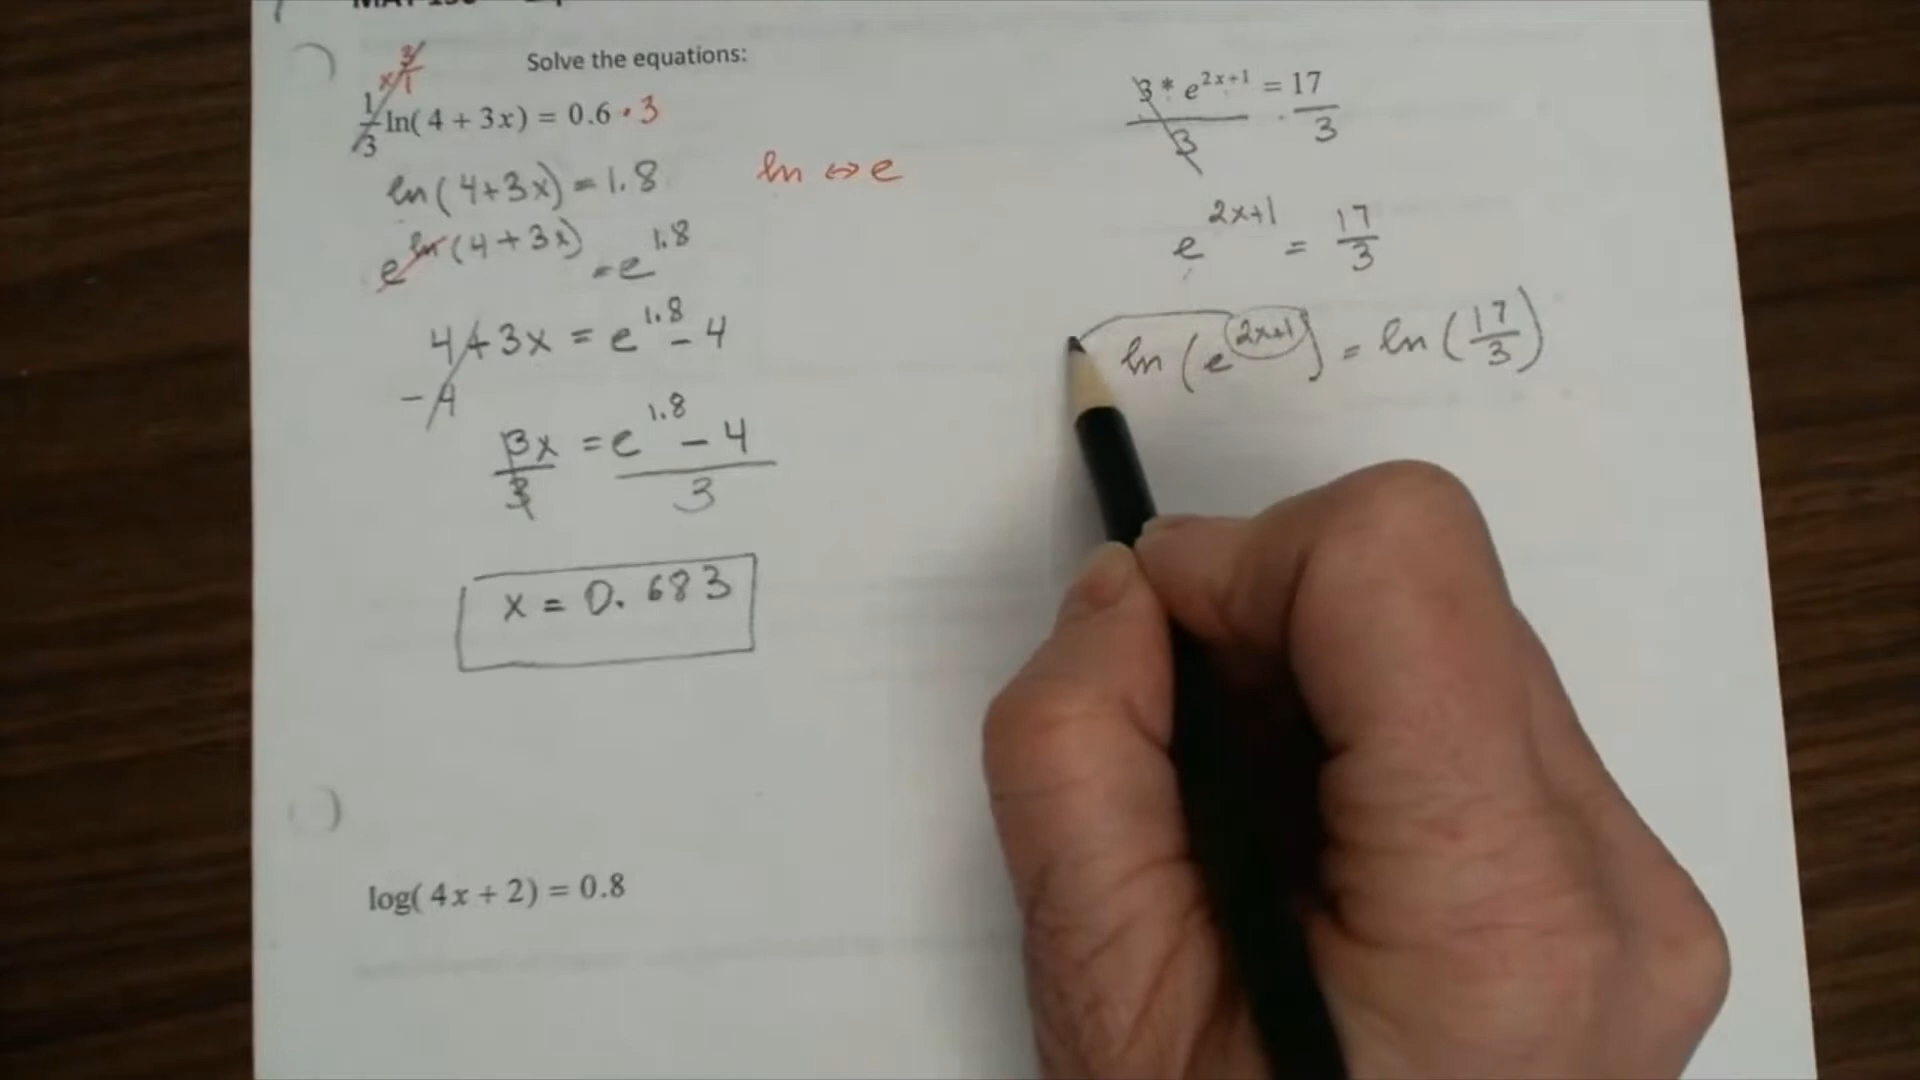 Solve the equations:
× 3/1
1/3 ln( 4 + 3x) = 0.6 · 3
ln(4+3x) = 1.8
ln ⇔ e
e^ln(4+3x) = e^1.8
4+3x = e^1.8 - 4
-4
3x/3 = (e^1.8 - 4)/3
x = 0.683
log( 4x + 2) = 0.8
3 * e^(2x+1) = 17
3 3
e^(2x+1) = 17/3
ln(e^(2x+1)) = ln(17/3)